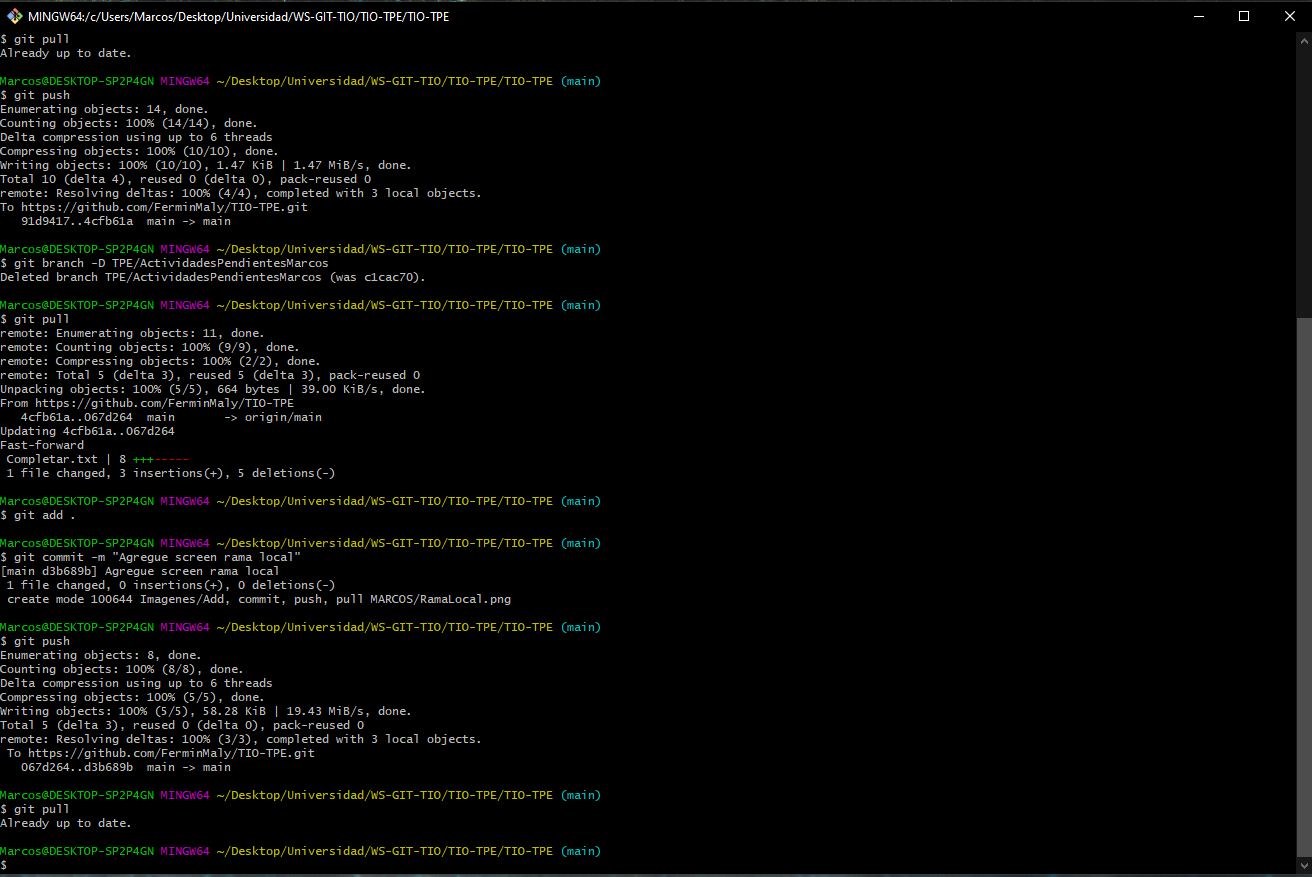 MINGW64:/c/Users/Marcos/Desktop/Universidad/WS-GIT-TIO/TIO-TPE/TIO-TPE
$ git pull
Already up to date.
Marcos@DESKTOP-SP2P4GN MINGW64 ~/Desktop/Universidad/WS-GIT-TIO/TIO-TPE/TIO-TPE (main)
$ git push
Enumerating objects: 14, done.
Counting objects: 100% (14/14), done.
Delta compression using up to 6 threads
Compressing objects: 100% (10/10), done.
Writing objects: 100% (10/10), 1.47 KiB | 1.47 MiB/s, done.
Total 10 (delta 4), reused 0 (delta 0), pack-reused 0
remote: Resolving deltas: 100% (4/4), completed with 3 local objects.
To https://github.com/FerminMaly/TIO-TPE.git
   91d9417..4cfb61a  main -> main
Marcos@DESKTOP-SP2P4GN MINGW64 ~/Desktop/Universidad/WS-GIT-TIO/TIO-TPE/TIO-TPE (main)
$ git branch -D TPE/ActividadesPendientesMarcos
Deleted branch TPE/ActividadesPendientesMarcos (was c1cac70).
Marcos@DESKTOP-SP2P4GN MINGW64 ~/Desktop/Universidad/WS-GIT-TIO/TIO-TPE/TIO-TPE (main)
$ git pull
remote: Enumerating objects: 11, done.
remote: Counting objects: 100% (9/9), done.
remote: Compressing objects: 100% (2/2), done.
remote: Total 5 (delta 3), reused 5 (delta 3), pack-reused 0
Unpacking objects: 100% (5/5), 664 bytes | 39.00 KiB/s, done.
From https://github.com/FerminMaly/TIO-TPE
   4cfb61a..067d264  main       -> origin/main
Updating 4cfb61a..067d264
Fast-forward
 Completar.txt | 8 +++-----
 1 file changed, 3 insertions(+), 5 deletions(-)
Marcos@DESKTOP-SP2P4GN MINGW64 ~/Desktop/Universidad/WS-GIT-TIO/TIO-TPE/TIO-TPE (main)
$ git add .
Marcos@DESKTOP-SP2P4GN MINGW64 ~/Desktop/Universidad/WS-GIT-TIO/TIO-TPE/TIO-TPE (main)
$ git commit -m "Agregue screen rama local"
[main d3b689b] Agregue screen rama local
 1 file changed, 0 insertions(+), 0 deletions(-)
 create mode 100644 Imagenes/Add, commit, push, pull MARCOS/RamaLocal.png
Marcos@DESKTOP-SP2P4GN MINGW64 ~/Desktop/Universidad/WS-GIT-TIO/TIO-TPE/TIO-TPE (main)
$ git push
Enumerating objects: 8, done.
Counting objects: 100% (8/8), done.
Delta compression using up to 6 threads
Compressing objects: 100% (5/5), done.
Writing objects: 100% (5/5), 58.28 KiB | 19.43 MiB/s, done.
Total 5 (delta 3), reused 0 (delta 0), pack-reused 0
remote: Resolving deltas: 100% (3/3), completed with 3 local objects.
 To https://github.com/FerminMaly/TIO-TPE.git
   067d264..d3b689b  main -> main
Marcos@DESKTOP-SP2P4GN MINGW64 ~/Desktop/Universidad/WS-GIT-TIO/TIO-TPE/TIO-TPE (main)
$ git pull
Already up to date.
Marcos@DESKTOP-SP2P4GN MINGW64 ~/Desktop/Universidad/WS-GIT-TIO/TIO-TPE/TIO-TPE (main)
$